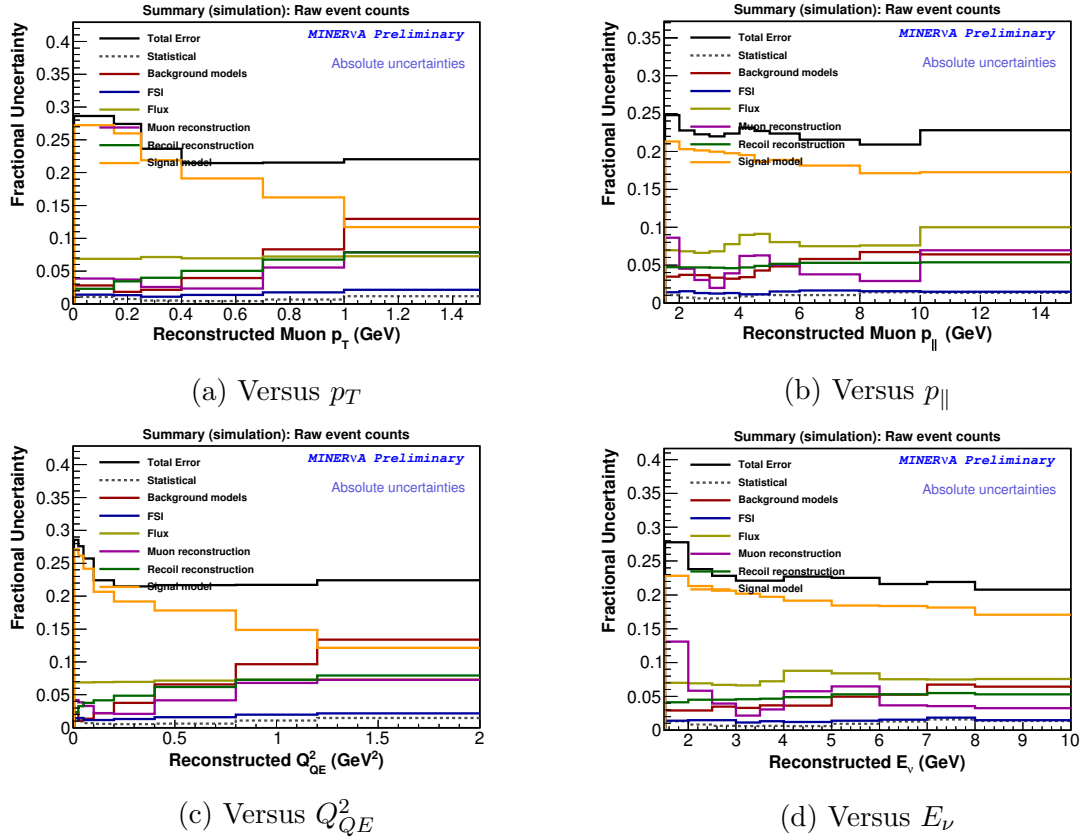 Summary (simulation): Raw event counts
MINERνA Preliminary
Absolute uncertainties
Fractional Uncertainty
0.4
0.35
0.3
0.25
0.2
0.15
0.1
0.05
0
Total Error
Statistical
Background models
FSI
Flux
Muon reconstruction
Recoil reconstruction
Signal model
0 0.2 0.4 0.6 0.8 1 1.2 1.4
Reconstructed Muon p_T (GeV)
(a) Versus p_T
Summary (simulation): Raw event counts
MINERνA Preliminary
Absolute uncertainties
Fractional Uncertainty
0.35
0.3
0.25
0.2
0.15
0.1
0.05
0
Total Error
Statistical
Background models
FSI
Flux
Muon reconstruction
Recoil reconstruction
Signal model
2 4 6 8 10 12 14
Reconstructed Muon p_∥ (GeV)
(b) Versus p_∥
Summary (simulation): Raw event counts
MINERνA Preliminary
Absolute uncertainties
Fractional Uncertainty
0.4
0.35
0.3
0.25
0.2
0.15
0.1
0.05
0
Total Error
Statistical
Background models
FSI
Flux
Muon reconstruction
Recoil reconstruction
Signal model
0 0.5 1 1.5 2
Reconstructed Q²_QE (GeV²)
(c) Versus Q²_QE
Summary (simulation): Raw event counts
MINERνA Preliminary
Absolute uncertainties
Fractional Uncertainty
0.4
0.35
0.3
0.25
0.2
0.15
0.1
0.05
0
Total Error
Statistical
Background models
FSI
Flux
Muon reconstruction
Recoil reconstruction
Signal model
2 3 4 5 6 7 8 9 10
Reconstructed E_ν (GeV)
(d) Versus E_ν